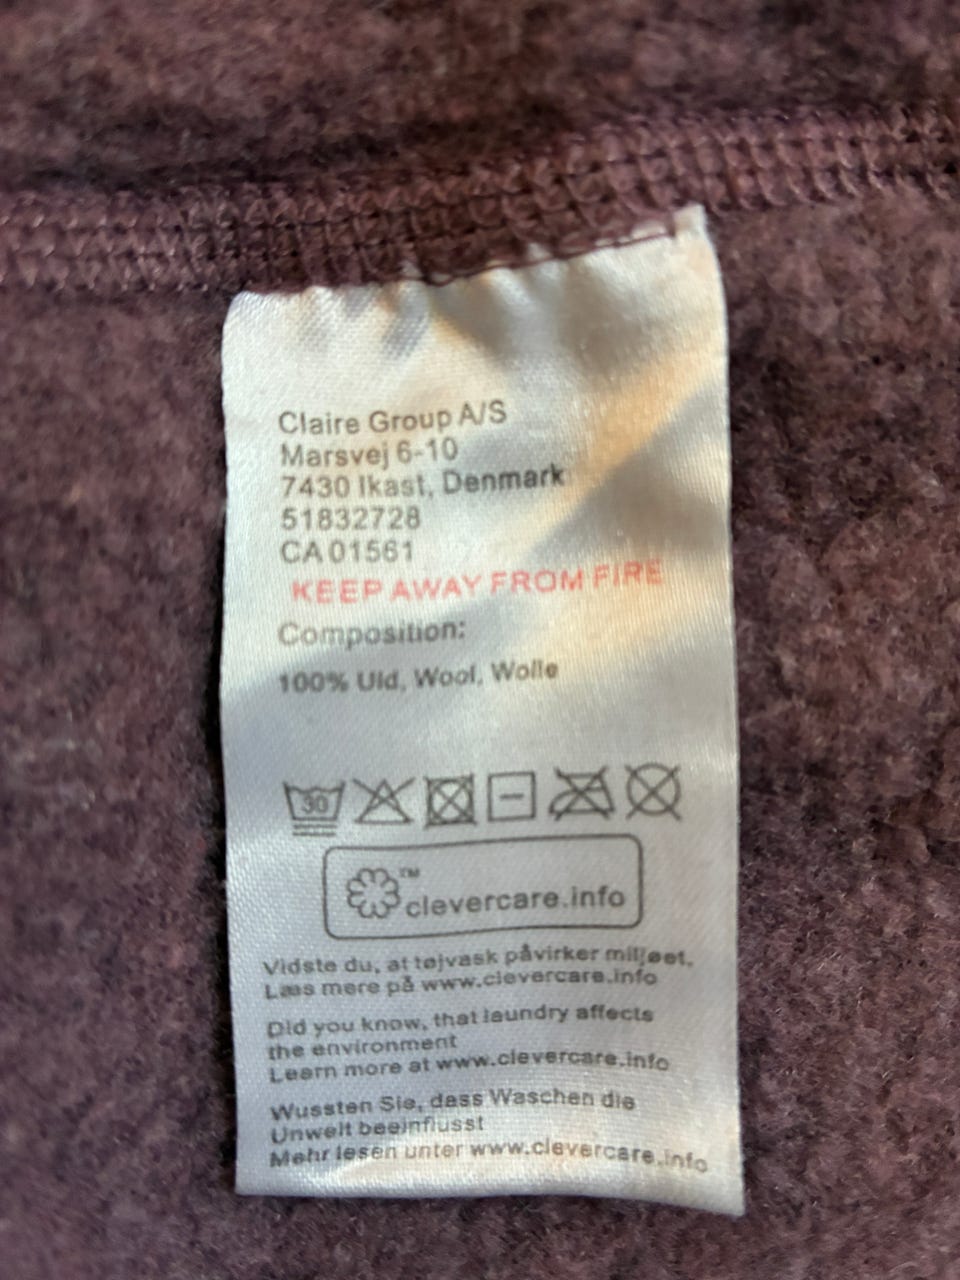 Claire Group A/S
Marsvej 6-10
7430 Ikast, Denmark
51832728
CA 01561
KEEP AWAY FROM FIRE
Composition:
100% Uld, Wool, Wolle
30
TM
clevercare.info
Vidste du, at tøjvask påvirker miljøet.
Læs mere på www.clevercare.info
Did you know, that laundry affects
the environment
Learn more at www.clevercare.info
Wussten Sie, dass Waschen die
Umwelt beeinflusst
Mehr lesen unter www.clevercare.info